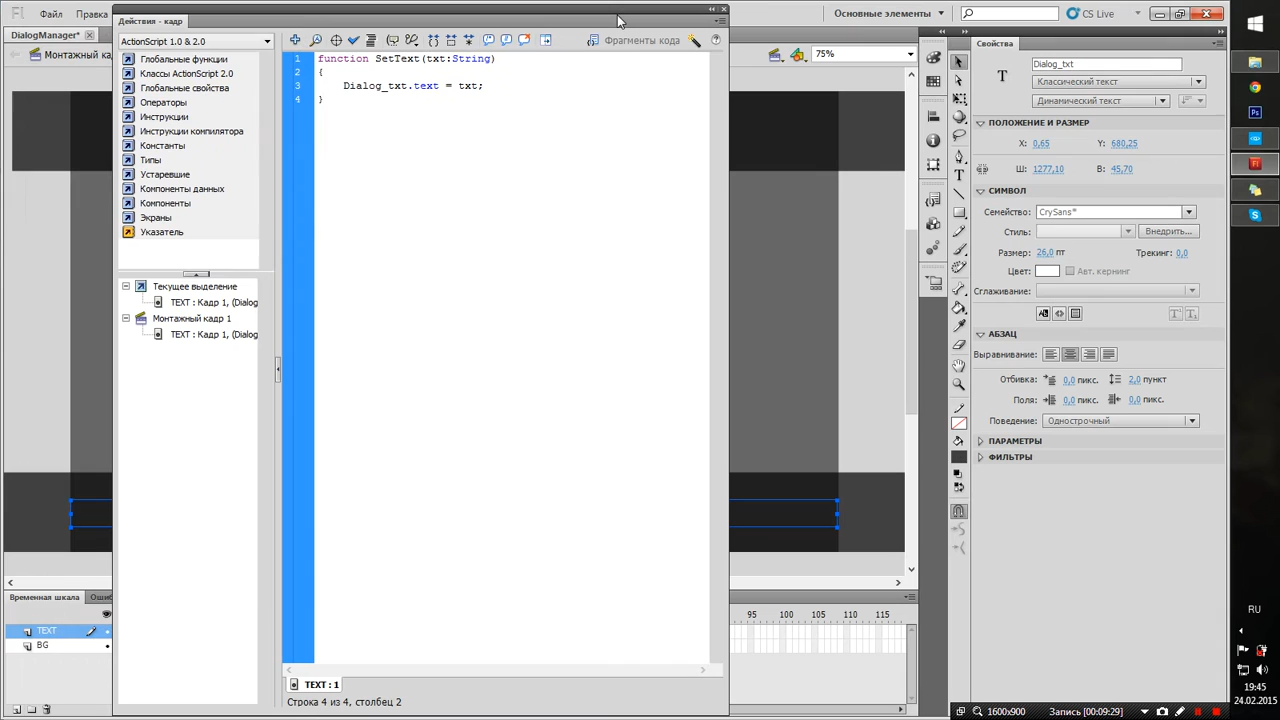 Файл
Правка
Основные элементы
CS Live
DialogManager*
Монтажный ка
75%
Действия - кадр
ActionScript 1.0 & 2.0
Фрагменты кода
Глобальные функции
Классы ActionScript 2.0
Глобальные свойства
Операторы
Инструкции
Инструкции компилятора
Константы
Типы
Устаревшие
Компоненты данных
Компоненты
Экраны
Указатель
Текущее выделение
TEXT : Кадр 1, (Dialog
Монтажный кадр 1
TEXT : Кадр 1, (Dialog
1 function SetText(txt:String)
2 {
3 Dialog_txt.text = txt;
4 }
TEXT : 1
Строка 4 из 4, столбец 2
Временная шкала
Ошиб
TEXT
BG
95 100 105 110 115
Свойства
T
Dialog_txt
Классический текст
Динамический текст
ПОЛОЖЕНИЕ И РАЗМЕР
X: 0,65 Y: 680,25
Ш: 1277,10 В: 45,70
СИМВОЛ
Семейство: CrySans*
Стиль: Внедрить...
Размер: 26,0 пт Трекинг: 0,0
Цвет: Авт. кернинг
Сглаживание:
АБЗАЦ
Выравнивание:
Отбивка: 0,0 пикс. 2,0 пункт
Поля: 0,0 пикс. 0,0 пикс.
Поведение: Однострочный
ПАРАМЕТРЫ
ФИЛЬТРЫ
RU
19:45
24.02.2015
1600x900
Запись [00:09:29]